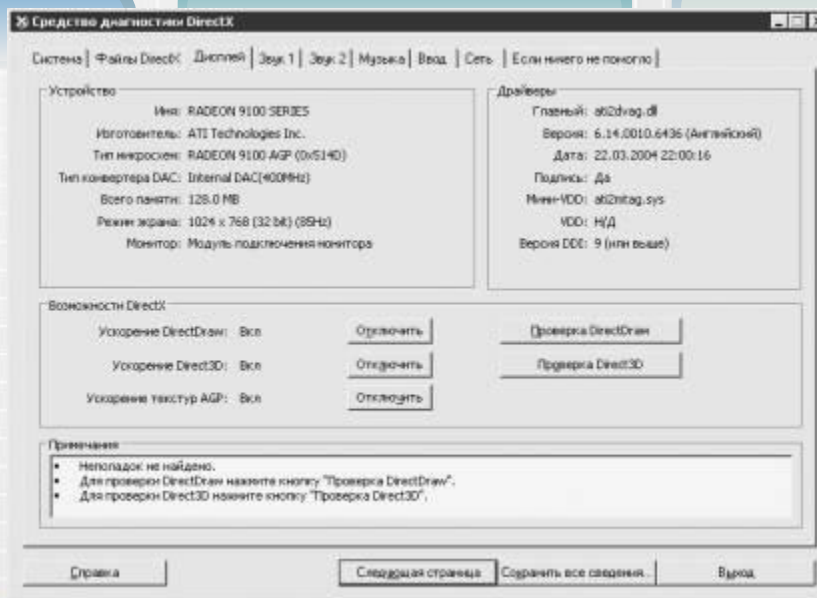 Средство диагностики DirectX
Система Файлы DirectX Дисплей Звук 1 Звук 2 Музыка Ввод Сеть Если ничего не помогло
Устройство
Имя: RADEON 9100 SERIES
Изготовитель: ATI Technologies Inc.
Тип микросхем: RADEON 9100 AGP (0x514D)
Тип конвертера DAC: Internal DAC(400MHz)
Всего памяти: 128.0 MB
Режим экрана: 1024 x 768 (32 bit) (85Hz)
Монитор: Модуль подключения монитора
Драйверы
Главный: ati2dvag.dll
Версия: 6.14.0010.6436 (Английский)
Дата: 22.03.2004 22:00:16
Подпись: Да
Мини-VDD: ati2mtag.sys
VDD: Н/Д
Версия DDI: 9 (или выше)
Возможности DirectX
Ускорение DirectDraw: Вкл Отключить Проверка DirectDraw
Ускорение Direct3D: Вкл Отключить Проверка Direct3D
Ускорение текстур AGP: Вкл Отключить
Примечания
• Неполадок не найдено.
• Для проверки DirectDraw нажмите кнопку "Проверка DirectDraw".
• Для проверки Direct3D нажмите кнопку "Проверка Direct3D".
Справка Следующая страница Сохранить все сведения.. Выход